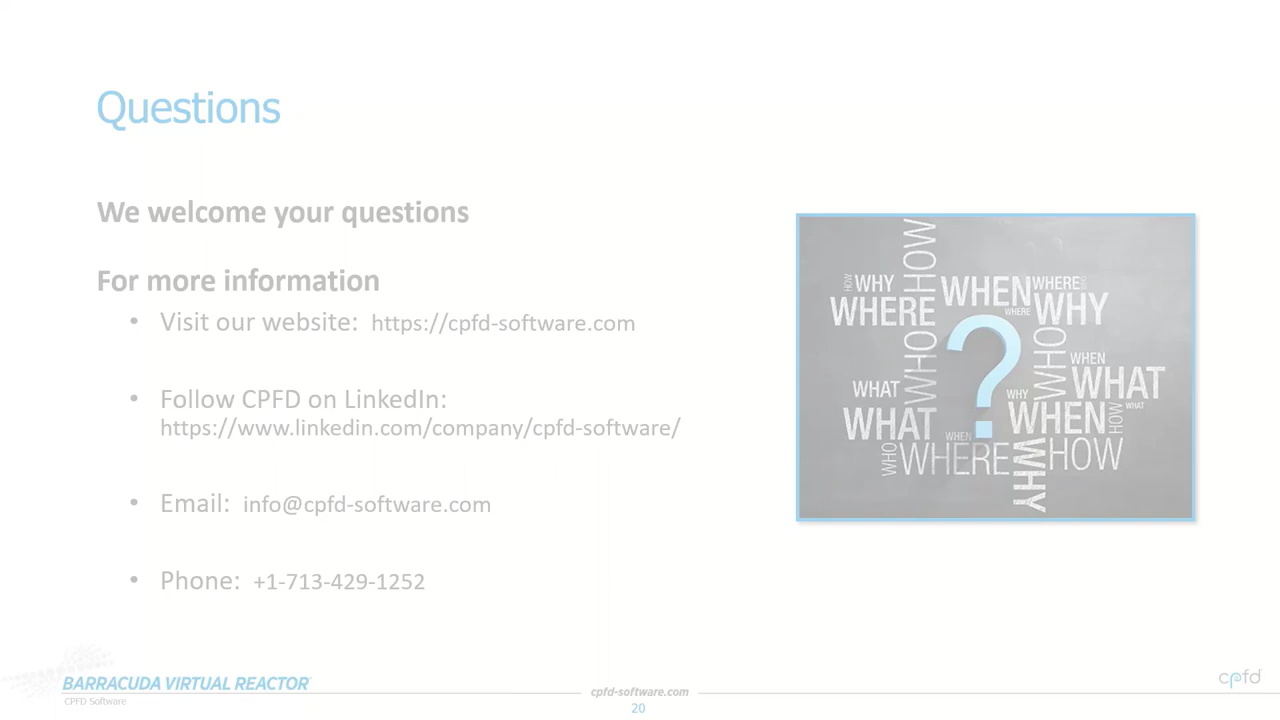 Questions
We welcome your questions
For more information
• Visit our website: https://cpfd-software.com
• Follow CPFD on LinkedIn:
https://www.linkedin.com/company/cpfd-software/
• Email: info@cpfd-software.com
• Phone: +1-713-429-1252
HOW
HOW
WHY
WHEN
WHERE
WHERE
WHERE
WHY
WHO
?
WHO
WHEN
WHAT
WHAT
WHY
WHAT
WHEN
HOW
WHAT
WHEN
WHO
WHERE
WHY
HOW
BARRACUDA VIRTUAL REACTOR
CPFD Software
cpfd-software.com
20
cpfd